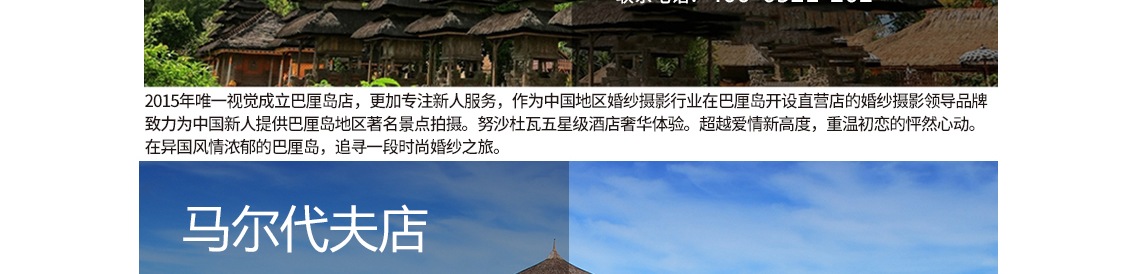 2015年唯一视觉成立巴厘岛店，更加专注新人服务，作为中国地区婚纱摄影行业在巴厘岛开设直营店的婚纱摄影领导品牌
致力为中国新人提供巴厘岛地区著名景点拍摄。努沙杜瓦五星级酒店奢华体验。超越爱情新高度，重温初恋的怦然心动。
在异国风情浓郁的巴厘岛，追寻一段时尚婚纱之旅。
马尔代夫店